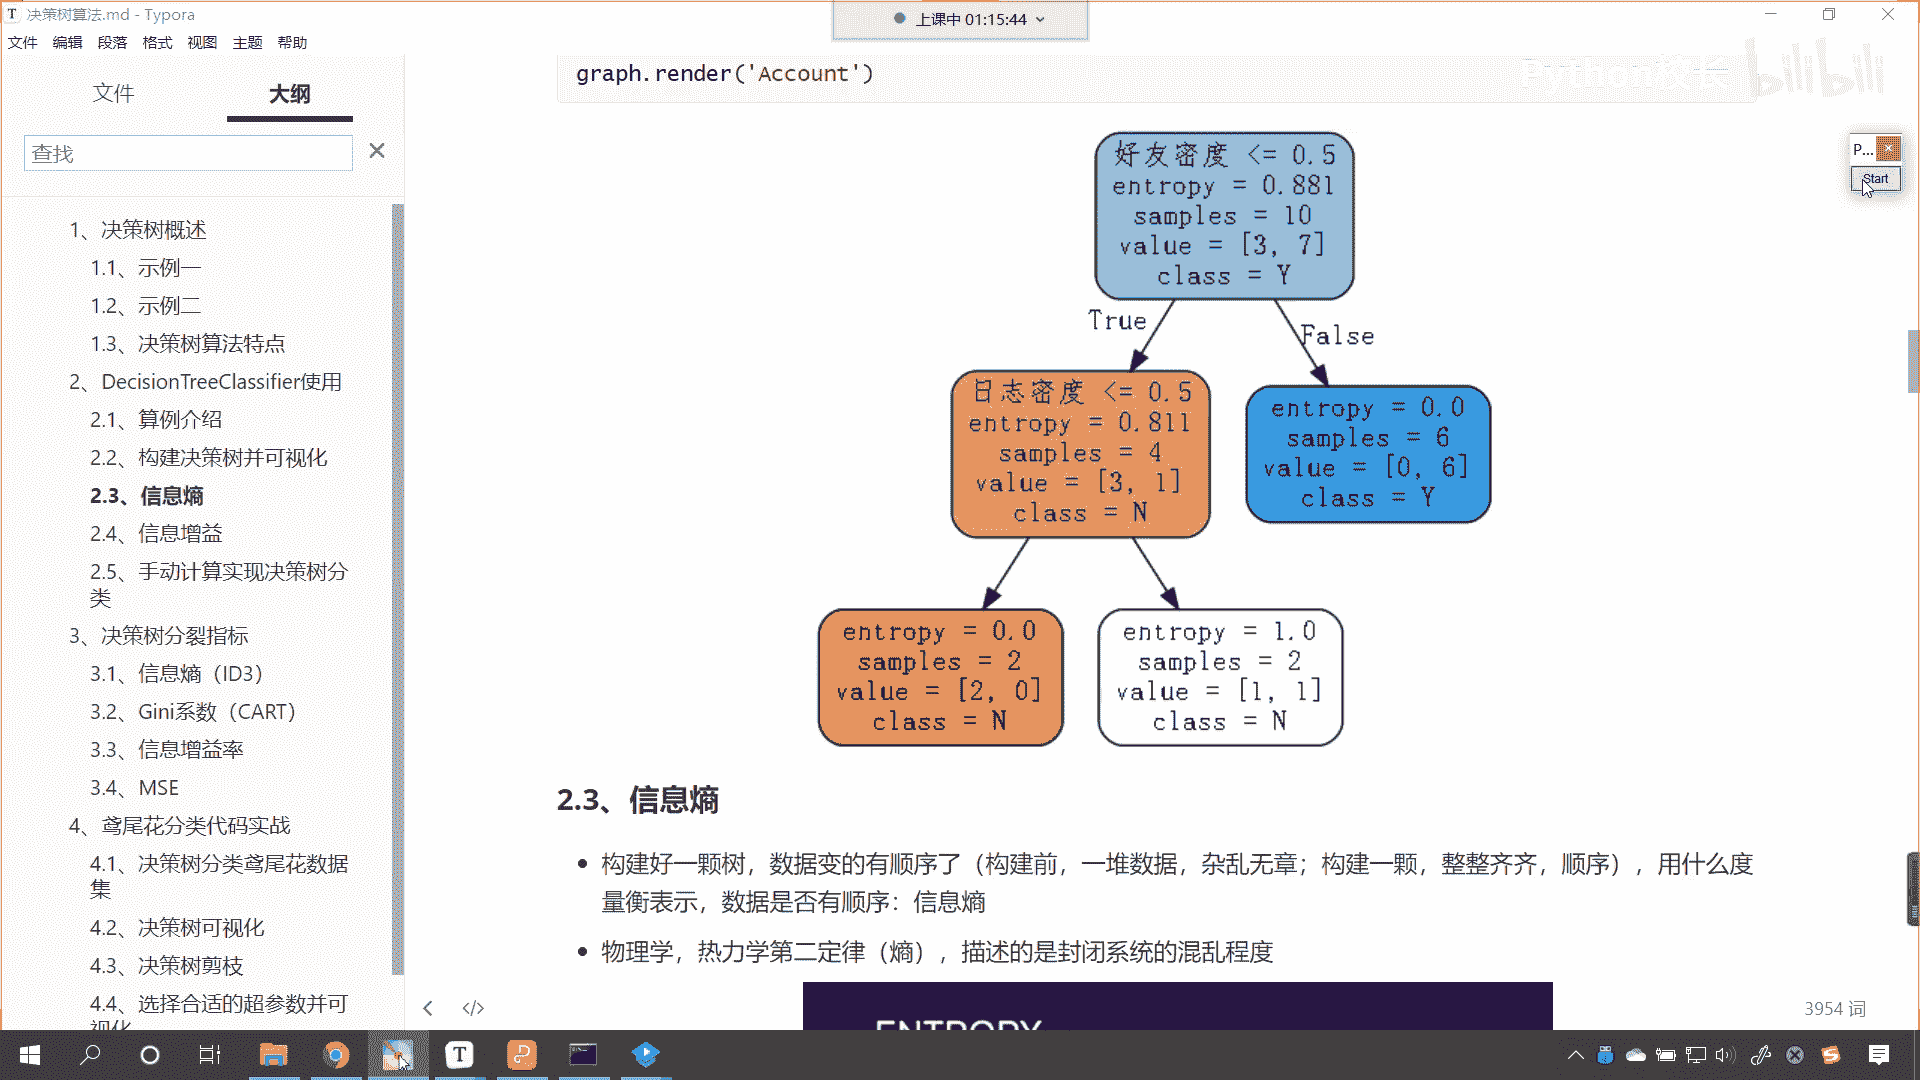 决策树算法.md - Typora
上课中 01:15:44
文件 编辑 段落 格式 视图 主题 帮助
文件 大纲
查找
1、决策树概述
1.1、示例一
1.2、示例二
1.3、决策树算法特点
2、DecisionTreeClassifier使用
2.1、算例介绍
2.2、构建决策树并可视化
2.3、信息熵
2.4、信息增益
2.5、手动计算实现决策树分
类
3、决策树分裂指标
3.1、信息熵（ID3）
3.2、Gini系数（CART）
3.3、信息增益率
3.4、MSE
4、鸢尾花分类代码实战
4.1、决策树分类鸢尾花数据
集
4.2、决策树可视化
4.3、决策树剪枝
4.4、选择合适的超参数并可
视化
graph.render('Account')
Python校长 bilibili
P...
Start
好友密度 <= 0.5
entropy = 0.881
samples = 10
value = [3, 7]
class = Y
True
False
日志密度 <= 0.5
entropy = 0.811
samples = 4
value = [3, 1]
class = N
entropy = 0.0
samples = 6
value = [0, 6]
class = Y
entropy = 0.0
samples = 2
value = [2, 0]
class = N
entropy = 1.0
samples = 2
value = [1, 1]
class = N
2.3、信息熵
构建好一颗树，数据变的有顺序了（构建前，一堆数据，杂乱无章；构建一颗，整整齐齐，顺序），用什么度
量衡表示，数据是否有顺序：信息熵
物理学，热力学第二定律（熵），描述的是封闭系统的混乱程度
ENTROPY
3954 词